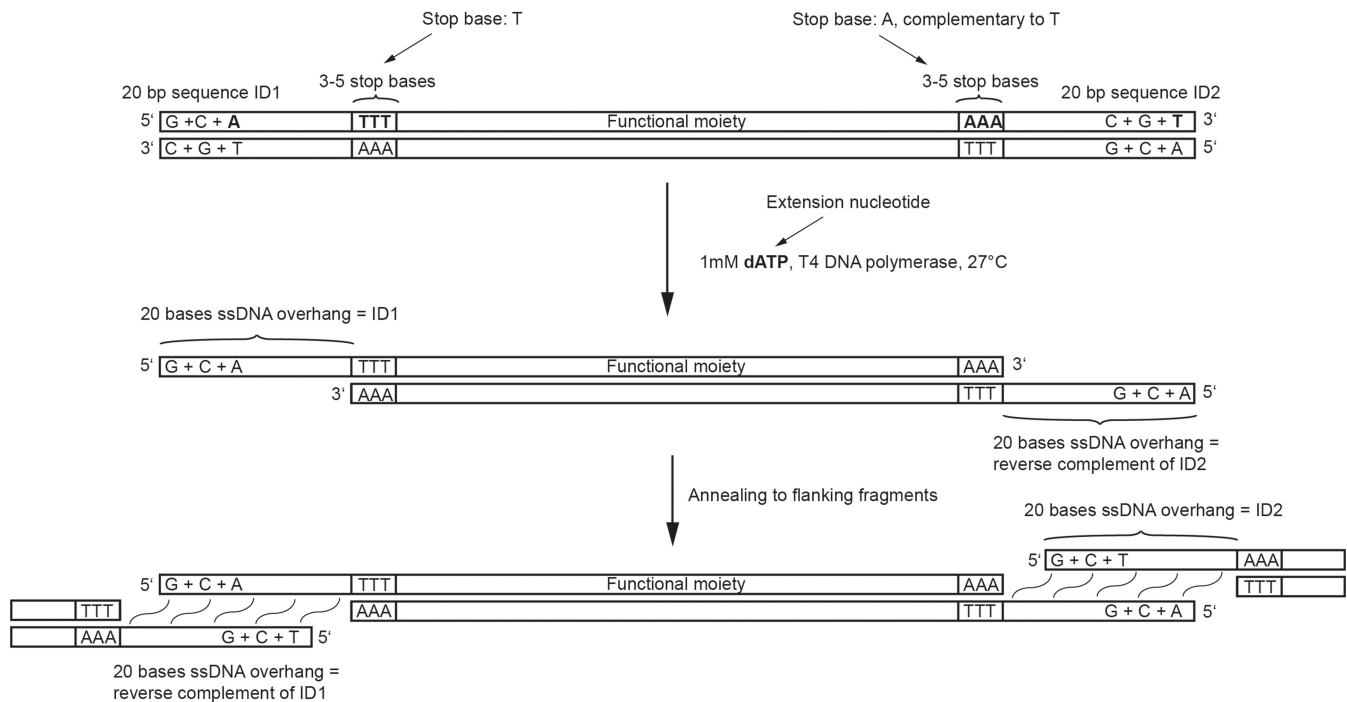 Stop base: T
Stop base: A, complementary to T
3-5 stop bases
3-5 stop bases
20 bp sequence ID1
20 bp sequence ID2
5‘ G +C + A TTT Functional moiety AAA C + G + T 3‘
3‘ C + G + T AAA TTT G + C + A 5‘
Extension nucleotide
1mM dATP, T4 DNA polymerase, 27°C
20 bases ssDNA overhang = ID1
5‘ G + C + A TTT Functional moiety AAA 3‘
3‘ AAA TTT G + C + A 5‘
20 bases ssDNA overhang =
reverse complement of ID2
Annealing to flanking fragments
20 bases ssDNA overhang = ID2
5‘ G + C + T AAA
5‘ G + C + A TTT Functional moiety AAA
TTT
TTT
AAA TTT G + C + A 5‘
AAA G + C + T 5‘
20 bases ssDNA overhang =
reverse complement of ID1